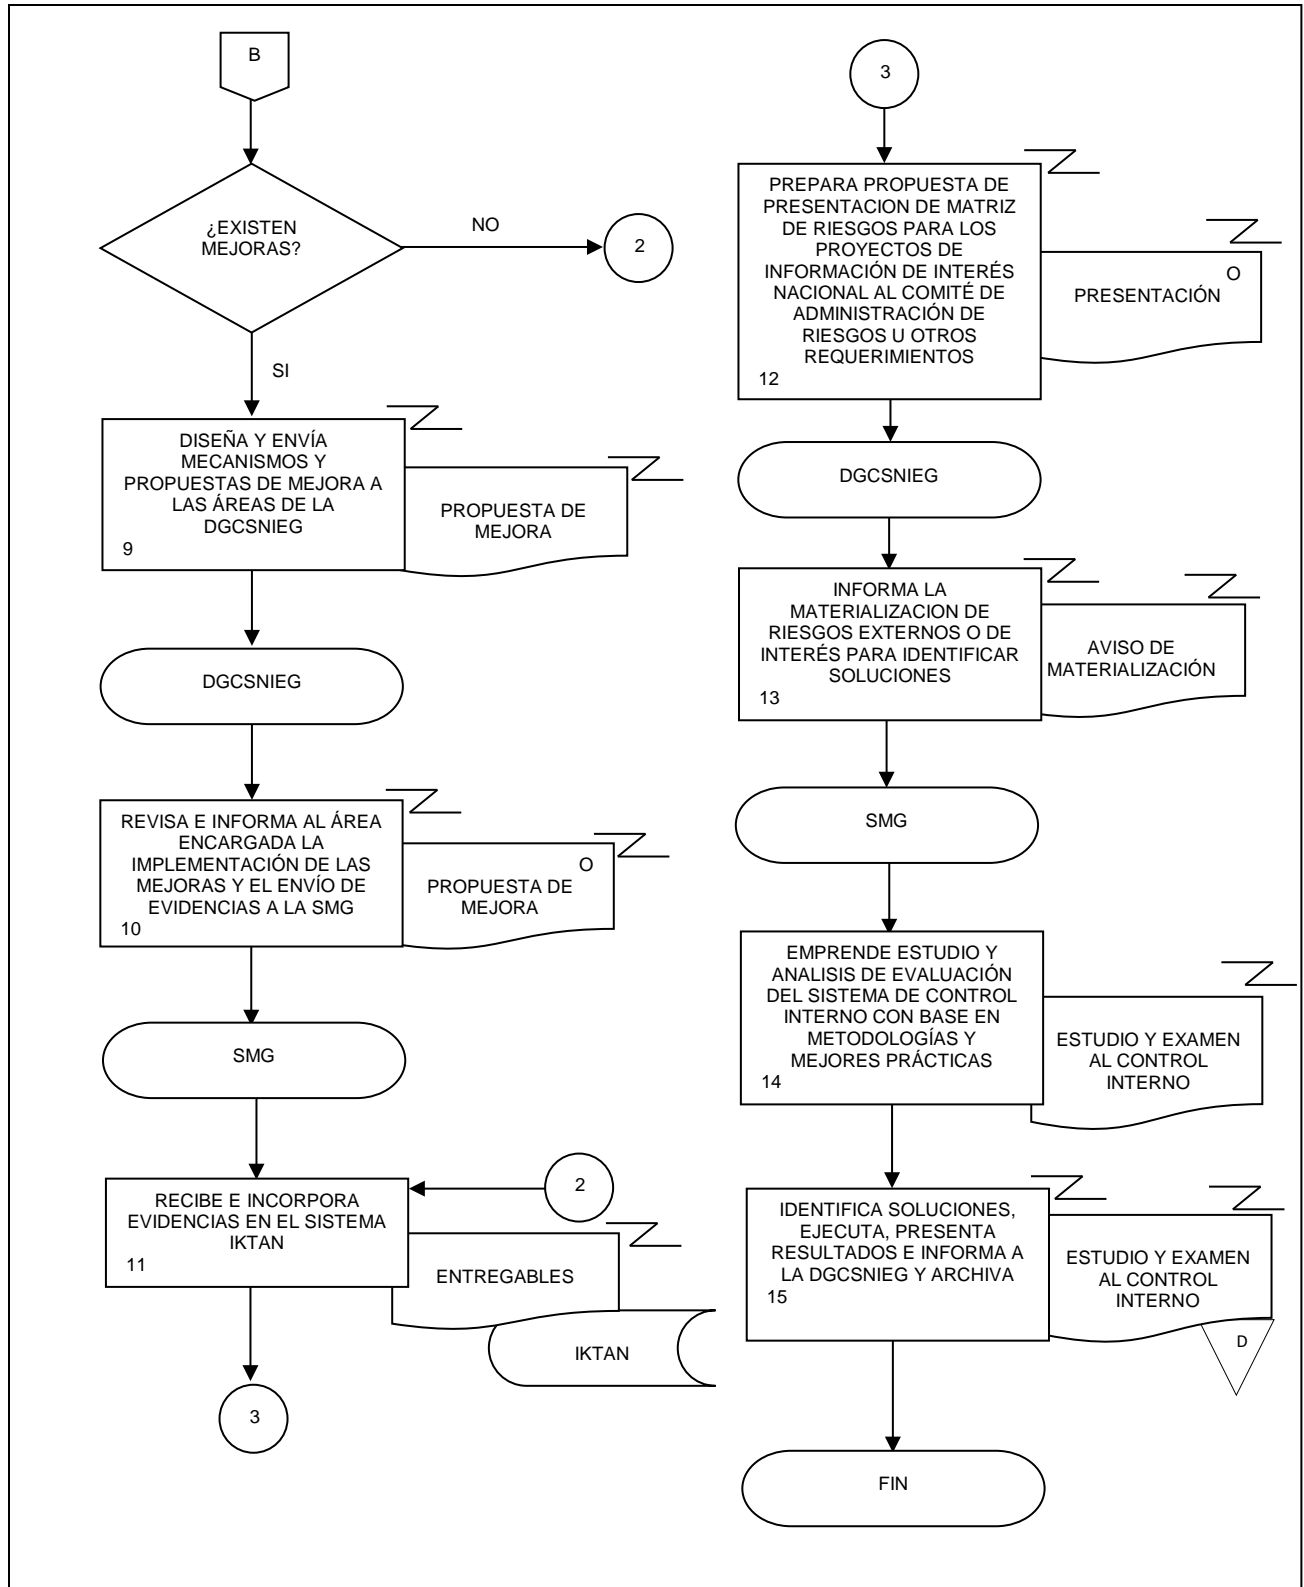 B
¿EXISTEN
MEJORAS?
NO
2
SI
DISEÑA Y ENVÍA
MECANISMOS Y
PROPUESTAS DE MEJORA A
LAS ÁREAS DE LA
DGCSNIEG
9
PROPUESTA DE
MEJORA
DGCSNIEG
REVISA E INFORMA AL ÁREA
ENCARGADA LA
IMPLEMENTACIÓN DE LAS
MEJORAS Y EL ENVÍO DE
EVIDENCIAS A LA SMG
10
O
PROPUESTA DE
MEJORA
SMG
2
RECIBE E INCORPORA
EVIDENCIAS EN EL SISTEMA
IKTAN
11
ENTREGABLES
IKTAN
3
3
PREPARA PROPUESTA DE
PRESENTACION DE MATRIZ
DE RIESGOS PARA LOS
PROYECTOS DE
INFORMACIÓN DE INTERÉS
NACIONAL AL COMITÉ DE
ADMINISTRACIÓN DE
RIESGOS U OTROS
REQUERIMIENTOS
12
O
PRESENTACIÓN
DGCSNIEG
INFORMA LA
MATERIALIZACION DE
RIESGOS EXTERNOS O DE
INTERÉS PARA IDENTIFICAR
SOLUCIONES
13
AVISO DE
MATERIALIZACIÓN
SMG
EMPRENDE ESTUDIO Y
ANALISIS DE EVALUACIÓN
DEL SISTEMA DE CONTROL
INTERNO CON BASE EN
METODOLOGÍAS Y
MEJORES PRÁCTICAS
14
ESTUDIO Y EXAMEN
AL CONTROL
INTERNO
IDENTIFICA SOLUCIONES,
EJECUTA, PRESENTA
RESULTADOS E INFORMA A
LA DGCSNIEG Y ARCHIVA
15
ESTUDIO Y EXAMEN
AL CONTROL
INTERNO
D
FIN